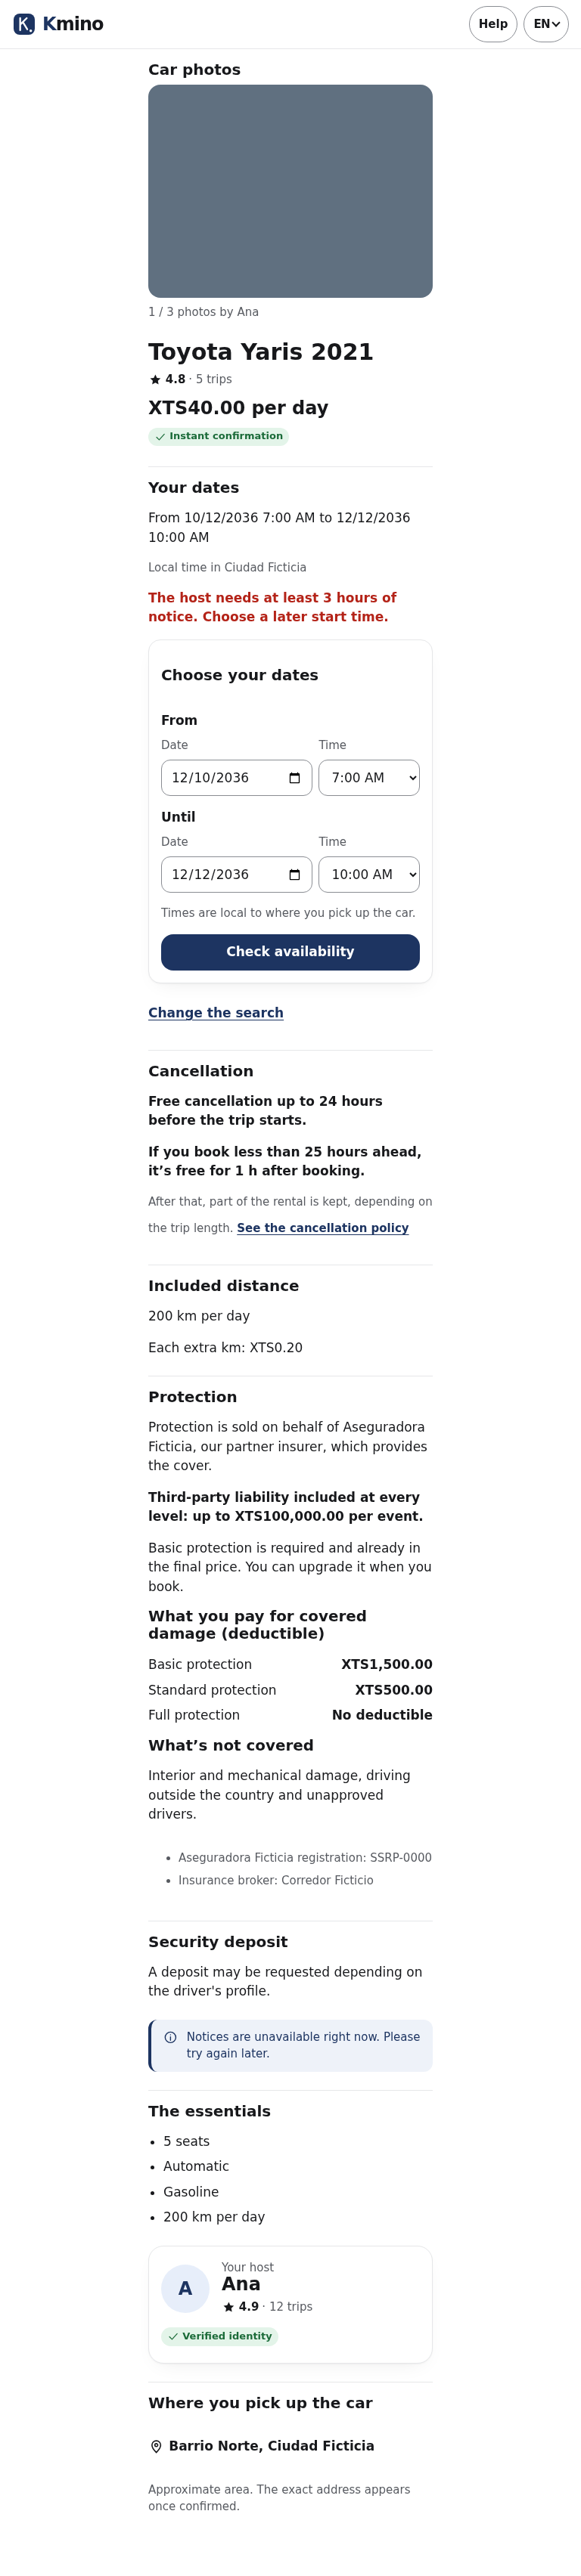 Kmino
Help
EN
Car photos
1 / 3 photos by Ana
Toyota Yaris 2021
4.8 · 5 trips
XTS40.00 per day
Instant confirmation
Your dates
From 10/12/2036 7:00 AM to 12/12/2036
10:00 AM
Local time in Ciudad Ficticia
The host needs at least 3 hours of
notice. Choose a later start time.
Choose your dates
From
Date
Time
12/10/2036
7:00 AM
Until
Date
Time
12/12/2036
10:00 AM
Times are local to where you pick up the car.
Check availability
Change the search
Cancellation
Free cancellation up to 24 hours
before the trip starts.
If you book less than 25 hours ahead,
it’s free for 1 h after booking.
After that, part of the rental is kept, depending on
the trip length. See the cancellation policy
Included distance
200 km per day
Each extra km: XTS0.20
Protection
Protection is sold on behalf of Aseguradora
Ficticia, our partner insurer, which provides
the cover.
Third-party liability included at every
level: up to XTS100,000.00 per event.
Basic protection is required and already in
the final price. You can upgrade it when you
book.
What you pay for covered
damage (deductible)
Basic protection XTS1,500.00
Standard protection XTS500.00
Full protection No deductible
What’s not covered
Interior and mechanical damage, driving
outside the country and unapproved
drivers.
• Aseguradora Ficticia registration: SSRP-0000
• Insurance broker: Corredor Ficticio
Security deposit
A deposit may be requested depending on
the driver's profile.
Notices are unavailable right now. Please
try again later.
The essentials
• 5 seats
• Automatic
• Gasoline
• 200 km per day
A
Your host
Ana
4.9 · 12 trips
Verified identity
Where you pick up the car
Barrio Norte, Ciudad Ficticia
Approximate area. The exact address appears
once confirmed.